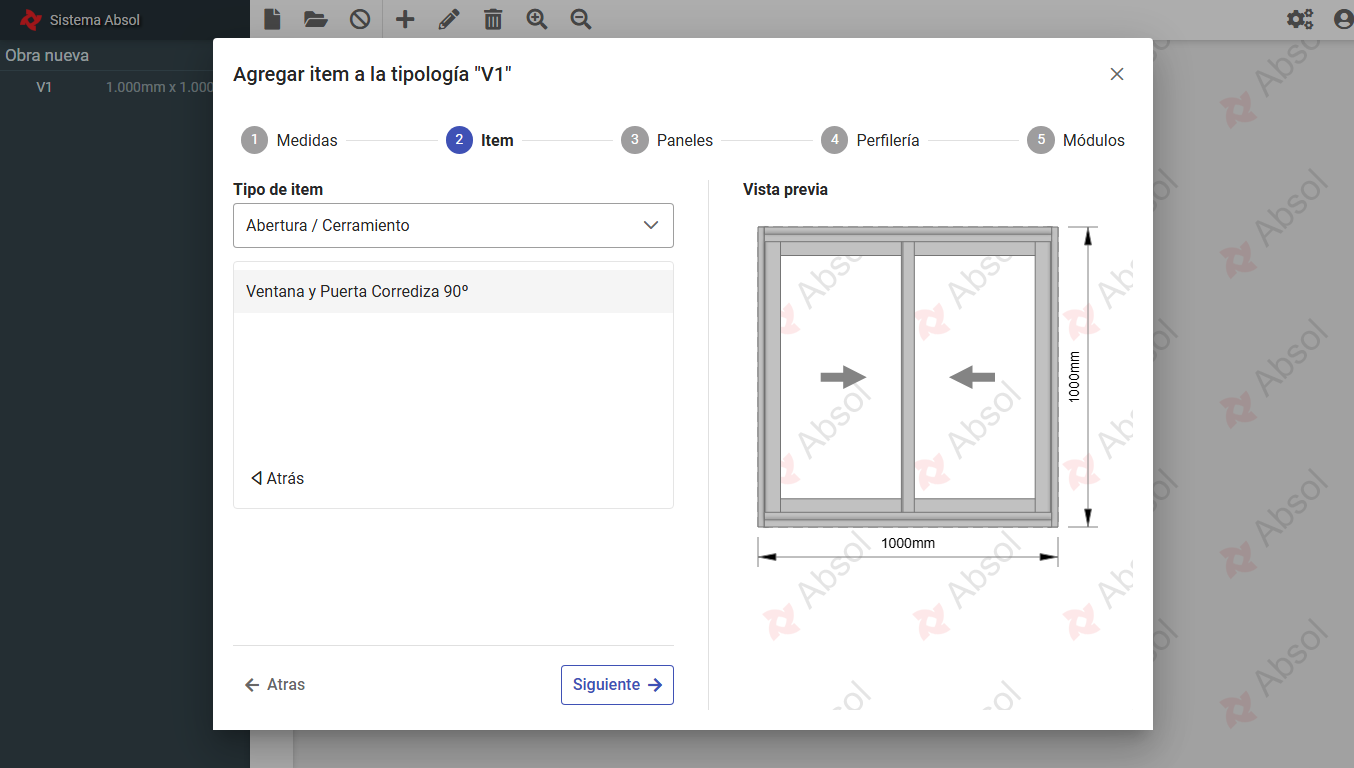 Sistema Absol
Obra nueva
V1 1.000mm x 1.000
Agregar item a la tipología "V1"
1 Medidas 2 Item 3 Paneles 4 Perfilería 5 Módulos
Tipo de item
Abertura / Cerramiento
Ventana y Puerta Corrediza 90º
Atrás
Atras
Siguiente
Vista previa
1000mm
1000mm
Absol